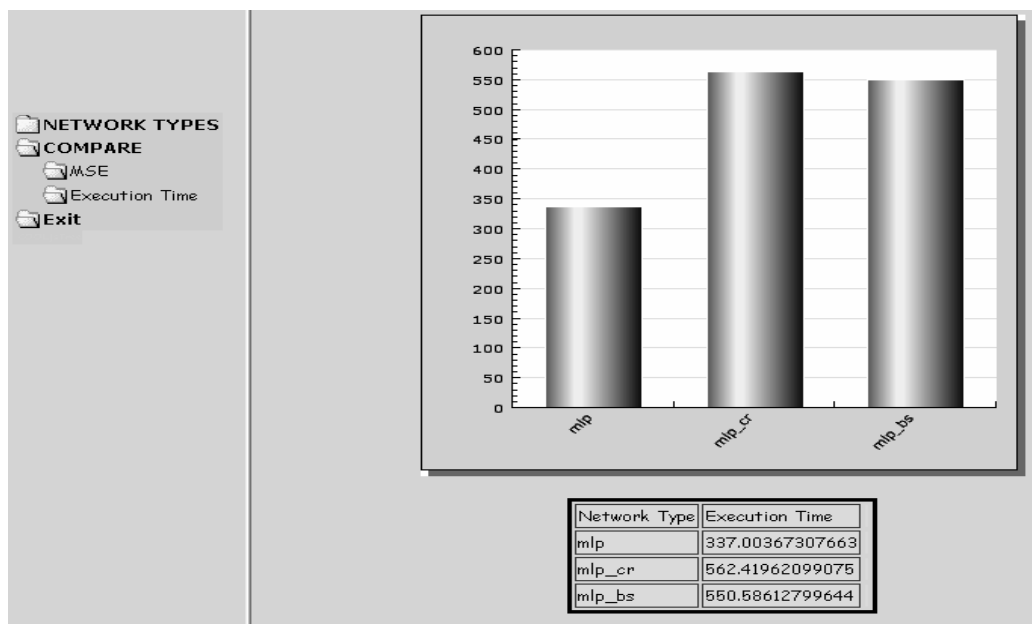 NETWORK TYPES
COMPARE
MSE
Execution Time
Exit
600
550
500
450
400
350
300
250
200
150
100
50
0
mlp
mlp_cr
mlp_bs
Network Type Execution Time
mlp 337.00367307663
mlp_cr 562.41962099075
mlp_bs 550.58612799644